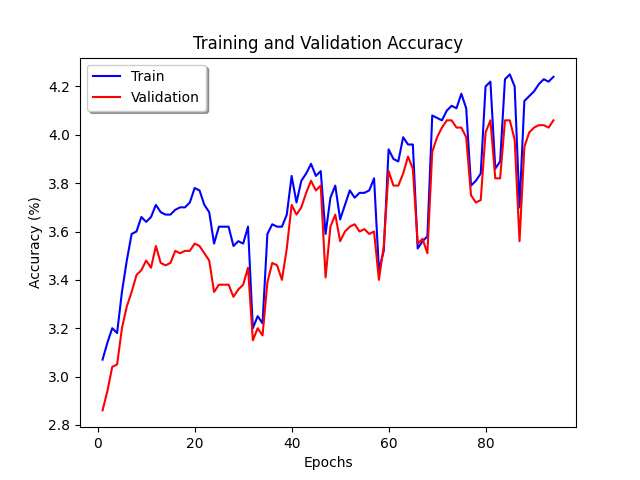 Training and Validation Accuracy
Train
Validation
Accuracy (%)
4.2
4.0
3.8
3.6
3.4
3.2
3.0
2.8
0 20 40 60 80
Epochs